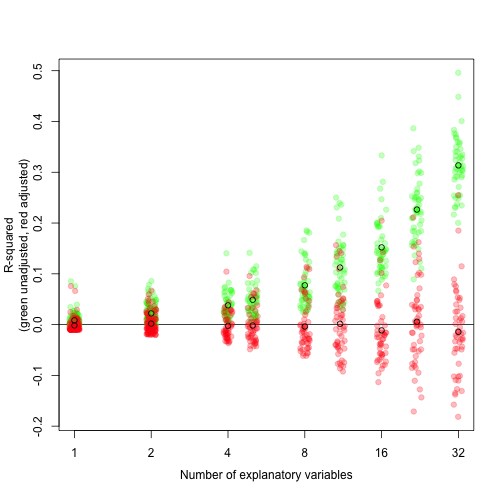 R-squared
(green unadjusted, red adjusted)
0.5
0.4
0.3
0.2
0.1
0.0
-0.1
-0.2
1 2 4 8 16 32
Number of explanatory variables